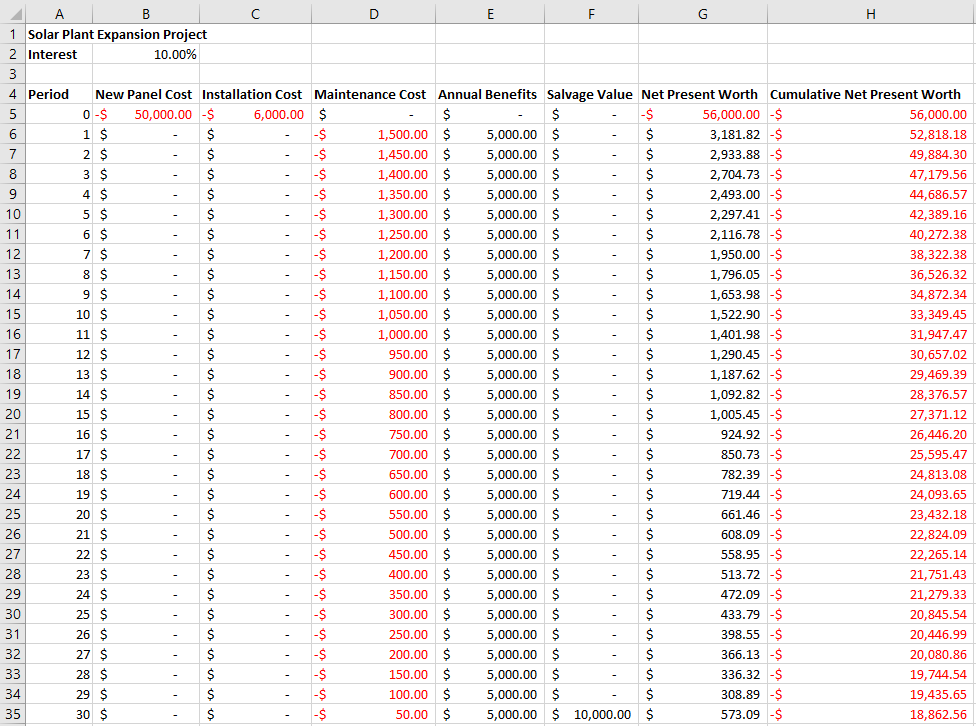 A B C D E F G H
1 Solar Plant Expansion Project
2 Interest 10.00%
3
4 Period New Panel Cost Installation Cost Maintenance Cost Annual Benefits Salvage Value Net Present Worth Cumulative Net Present Worth
5 0 -$ 50,000.00 -$ 6,000.00 $ - $ - $ - -$ 56,000.00 -$ 56,000.00
6 1 $ - $ - -$ 1,500.00 $ 5,000.00 $ - $ 3,181.82 -$ 52,818.18
7 2 $ - $ - -$ 1,450.00 $ 5,000.00 $ - $ 2,933.88 -$ 49,884.30
8 3 $ - $ - -$ 1,400.00 $ 5,000.00 $ - $ 2,704.73 -$ 47,179.56
9 4 $ - $ - -$ 1,350.00 $ 5,000.00 $ - $ 2,493.00 -$ 44,686.57
10 5 $ - $ - -$ 1,300.00 $ 5,000.00 $ - $ 2,297.41 -$ 42,389.16
11 6 $ - $ - -$ 1,250.00 $ 5,000.00 $ - $ 2,116.78 -$ 40,272.38
12 7 $ - $ - -$ 1,200.00 $ 5,000.00 $ - $ 1,950.00 -$ 38,322.38
13 8 $ - $ - -$ 1,150.00 $ 5,000.00 $ - $ 1,796.05 -$ 36,526.32
14 9 $ - $ - -$ 1,100.00 $ 5,000.00 $ - $ 1,653.98 -$ 34,872.34
15 10 $ - $ - -$ 1,050.00 $ 5,000.00 $ - $ 1,522.90 -$ 33,349.45
16 11 $ - $ - -$ 1,000.00 $ 5,000.00 $ - $ 1,401.98 -$ 31,947.47
17 12 $ - $ - -$ 950.00 $ 5,000.00 $ - $ 1,290.45 -$ 30,657.02
18 13 $ - $ - -$ 900.00 $ 5,000.00 $ - $ 1,187.62 -$ 29,469.39
19 14 $ - $ - -$ 850.00 $ 5,000.00 $ - $ 1,092.82 -$ 28,376.57
20 15 $ - $ - -$ 800.00 $ 5,000.00 $ - $ 1,005.45 -$ 27,371.12
21 16 $ - $ - -$ 750.00 $ 5,000.00 $ - $ 924.92 -$ 26,446.20
22 17 $ - $ - -$ 700.00 $ 5,000.00 $ - $ 850.73 -$ 25,595.47
23 18 $ - $ - -$ 650.00 $ 5,000.00 $ - $ 782.39 -$ 24,813.08
24 19 $ - $ - -$ 600.00 $ 5,000.00 $ - $ 719.44 -$ 24,093.65
25 20 $ - $ - -$ 550.00 $ 5,000.00 $ - $ 661.46 -$ 23,432.18
26 21 $ - $ - -$ 500.00 $ 5,000.00 $ - $ 608.09 -$ 22,824.09
27 22 $ - $ - -$ 450.00 $ 5,000.00 $ - $ 558.95 -$ 22,265.14
28 23 $ - $ - -$ 400.00 $ 5,000.00 $ - $ 513.72 -$ 21,751.43
29 24 $ - $ - -$ 350.00 $ 5,000.00 $ - $ 472.09 -$ 21,279.33
30 25 $ - $ - -$ 300.00 $ 5,000.00 $ - $ 433.79 -$ 20,845.54
31 26 $ - $ - -$ 250.00 $ 5,000.00 $ - $ 398.55 -$ 20,446.99
32 27 $ - $ - -$ 200.00 $ 5,000.00 $ - $ 366.13 -$ 20,080.86
33 28 $ - $ - -$ 150.00 $ 5,000.00 $ - $ 336.32 -$ 19,744.54
34 29 $ - $ - -$ 100.00 $ 5,000.00 $ - $ 308.89 -$ 19,435.65
35 30 $ - $ - -$ 50.00 $ 5,000.00 $ 10,000.00 $ 573.09 -$ 18,862.56